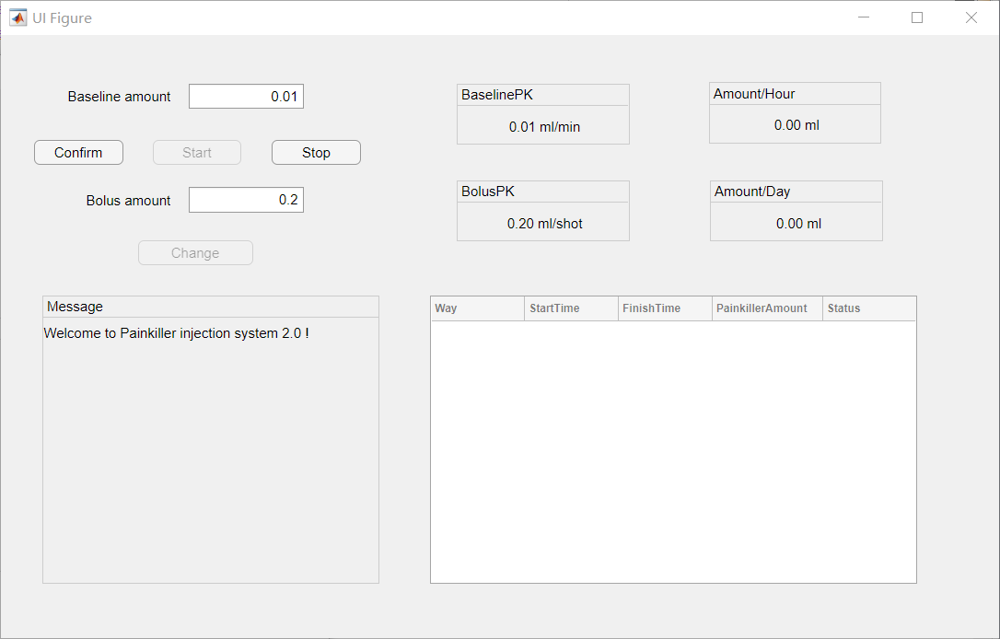 UI Figure
Baseline amount 0.01
Confirm Start Stop
Bolus amount 0.2
Change
BaselinePK
0.01 ml/min
Amount/Hour
0.00 ml
BolusPK
0.20 ml/shot
Amount/Day
0.00 ml
Message
Welcome to Painkiller injection system 2.0 !
Way StartTime FinishTime PainkillerAmount Status